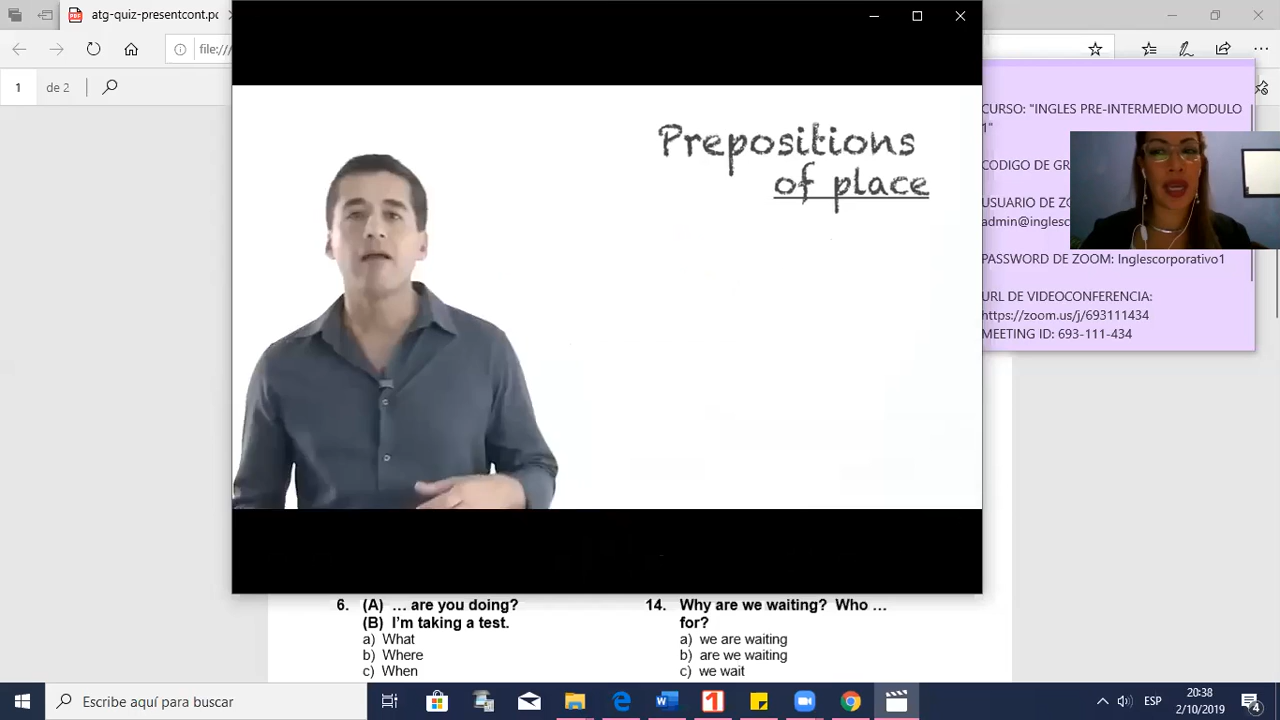 atg-quiz-presentcont.pc
file://
1 de 2
Prepositions
of place
CURSO: "INGLES PRE-INTERMEDIO MODULO
1"
CODIGO DE GR
USUARIO DE ZO
admin@inglesc
PASSWORD DE ZOOM: Inglescorporativo1
URL DE VIDEOCONFERENCIA:
https://zoom.us/j/693111434
MEETING ID: 693-111-434
6. (A) … are you doing?
(B) I'm taking a test.
a) What
b) Where
c) When
14. Why are we waiting? Who …
for?
a) we are waiting
b) are we waiting
c) we wait
Escribe aquí para buscar
ESP
20:38
2/10/2019
4